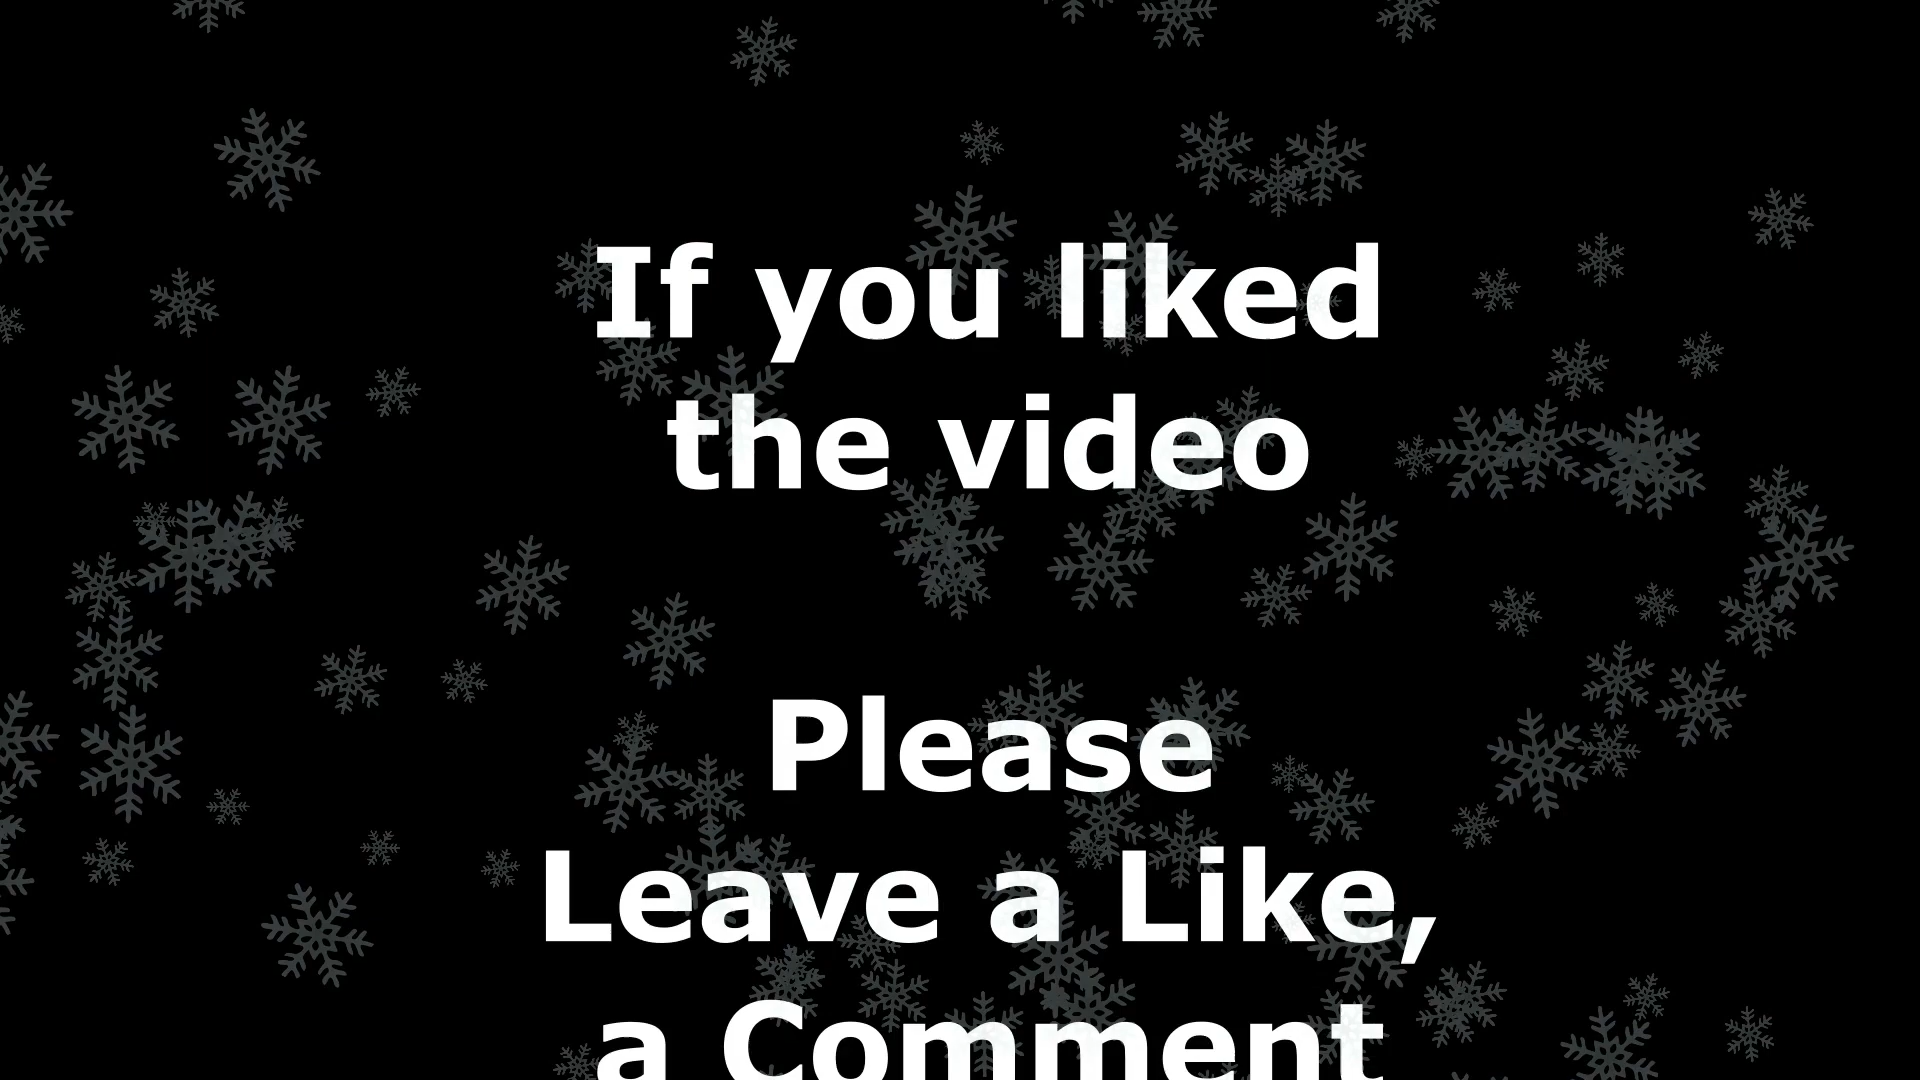 If you liked
the video
Please
Leave a Like,
a Comment